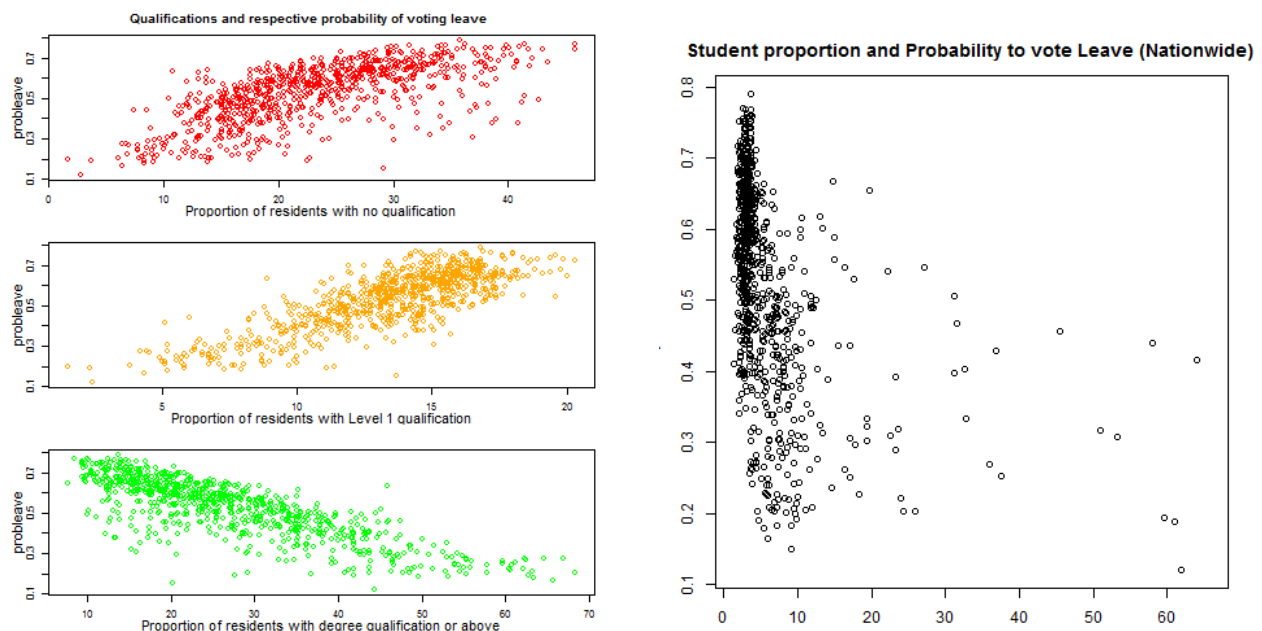 Qualifications and respective probability of voting leave
probleave
0.1 0.3 0.5 0.7
0 10 20 30 40
Proportion of residents with no qualification
probleave
0.1 0.3 0.5 0.7
5 10 15 20
Proportion of residents with Level 1 qualification
probleave
0.1 0.3 0.5 0.7
10 20 30 40 50 60 70
Proportion of residents with degree qualification or above
Student proportion and Probability to vote Leave (Nationwide)
0.8
0.7
0.6
0.5
0.4
0.3
0.2
0.1
0 10 20 30 40 50 60